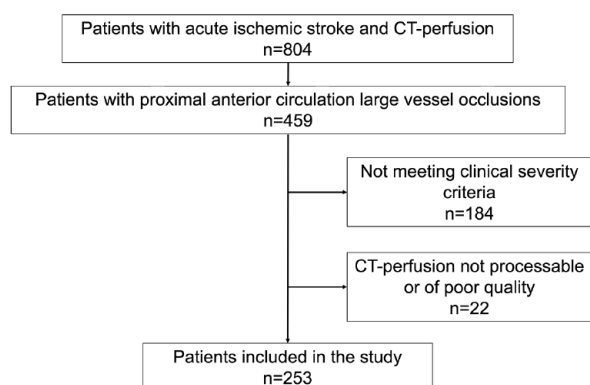 Patients with acute ischemic stroke and CT-perfusion
n=804
Patients with proximal anterior circulation large vessel occlusions
n=459
Not meeting clinical severity
criteria
n=184
CT-perfusion not processable
or of poor quality
n=22
Patients included in the study
n=253